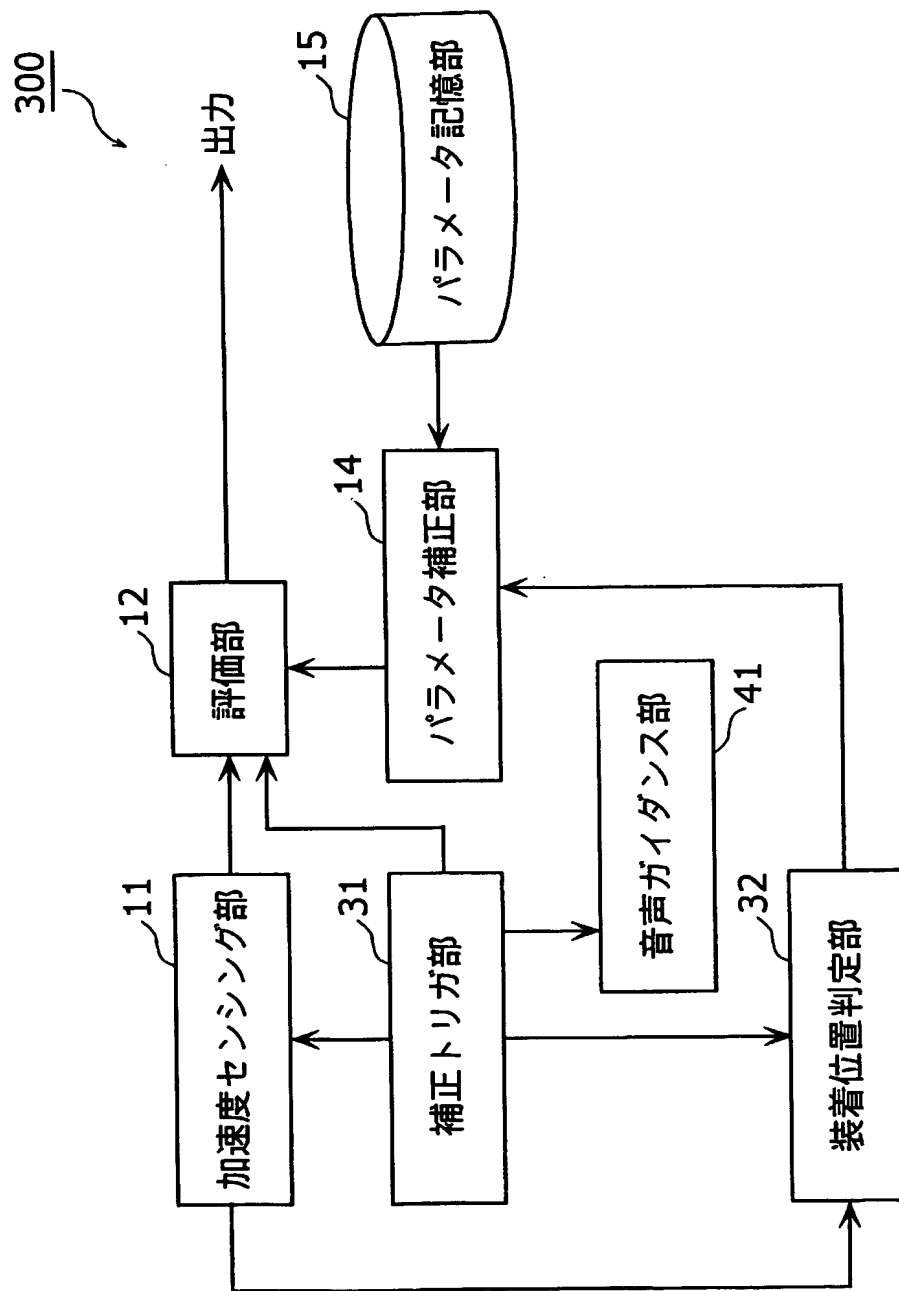 300
11
加速度センシング部
12
評価部
出力
31
補正トリガ部
14
パラメータ補正部
15
パラメータ記憶部
41
音声ガイダンス部
32
装着位置判定部